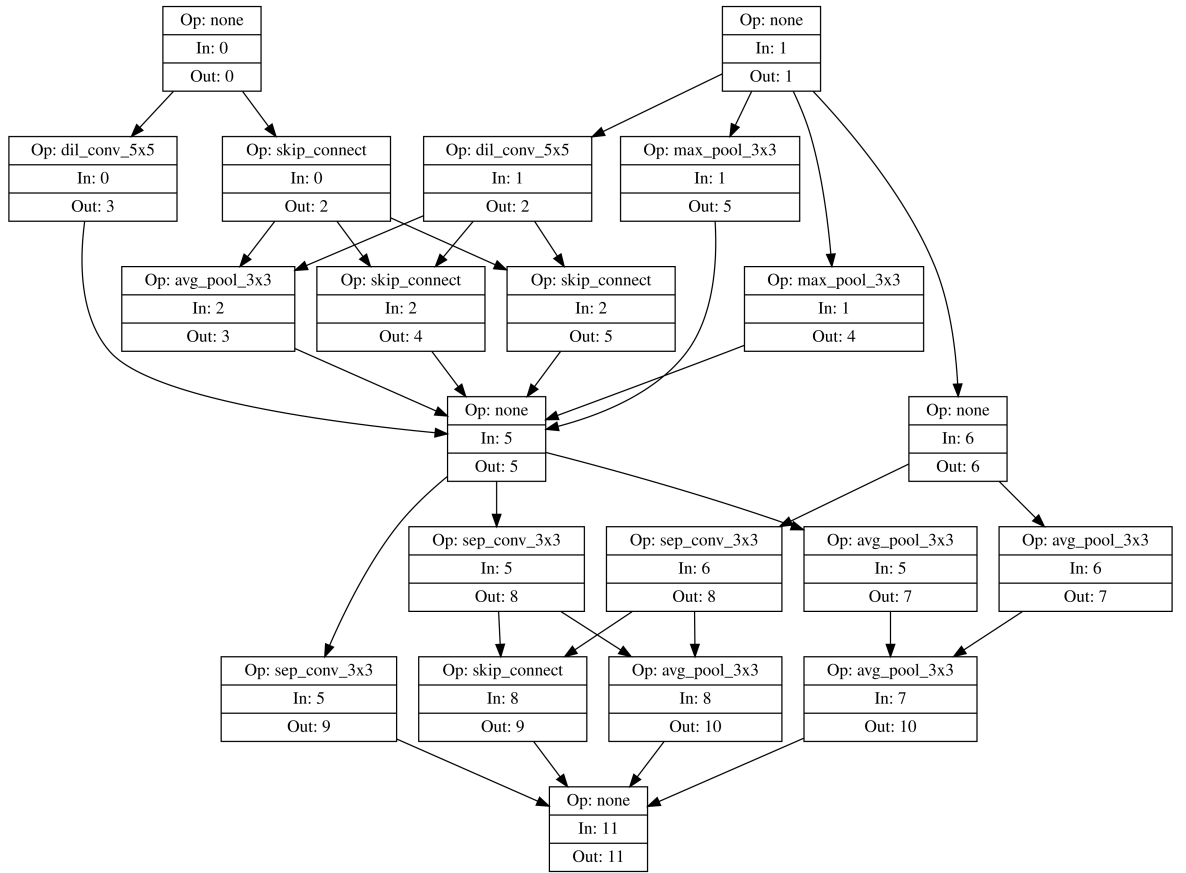 Op: none
In: 0
Out: 0
Op: none
In: 1
Out: 1
Op: dil_conv_5x5
In: 0
Out: 3
Op: skip_connect
In: 0
Out: 2
Op: dil_conv_5x5
In: 1
Out: 2
Op: max_pool_3x3
In: 1
Out: 5
Op: avg_pool_3x3
In: 2
Out: 3
Op: skip_connect
In: 2
Out: 4
Op: skip_connect
In: 2
Out: 5
Op: max_pool_3x3
In: 1
Out: 4
Op: none
In: 5
Out: 5
Op: none
In: 6
Out: 6
Op: sep_conv_3x3
In: 5
Out: 8
Op: sep_conv_3x3
In: 6
Out: 8
Op: avg_pool_3x3
In: 5
Out: 7
Op: avg_pool_3x3
In: 6
Out: 7
Op: sep_conv_3x3
In: 5
Out: 9
Op: skip_connect
In: 8
Out: 9
Op: avg_pool_3x3
In: 8
Out: 10
Op: avg_pool_3x3
In: 7
Out: 10
Op: none
In: 11
Out: 11